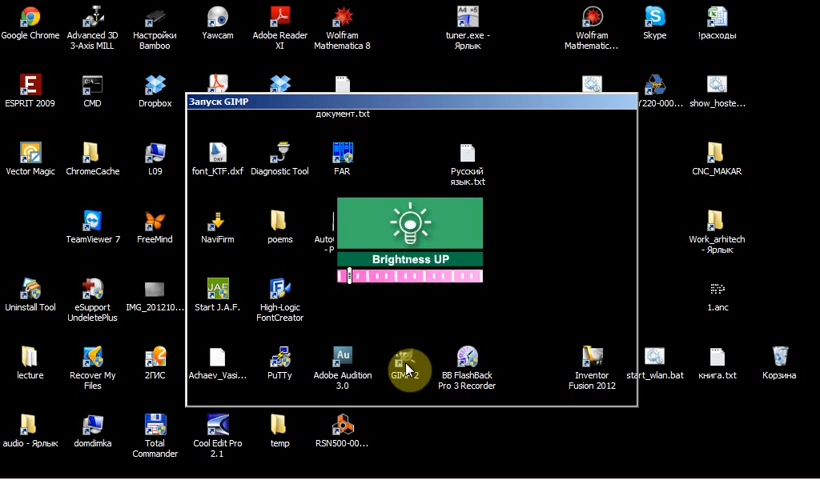 Google Chrome
Advanced 3D
3-Axis MILL
Настройки
Bamboo
Yawcam
Adobe Reader
XI
Wolfram
Mathematica 8
tuner.exe -
Ярлык
Wolfram
Mathematic...
Skype
!расходы
ESPRIT 2009
CMD
Dropbox
show_hoste...
Запуск GIMP
документ.txt
Vector Magic
ChromeCache
L09
font_KTF.dxf
Diagnostic Tool
FAR
Русский
язык.txt
CNC_MAKAR
Brightness UP
TeamViewer 7
FreeMind
NaviFirm
poems
Work_arhitech
- Ярлык
Uninstall Tool
eSupport
UndeletePlus
IMG_201210...
Start J.A.F.
High-Logic
FontCreator
1.anc
lecture
Recover My
Files
2ГИС
Achaev_Vasi...
PuTTy
Adobe Audition
3.0
GIMP 2
BB FlashBack
Pro 3 Recorder
Inventor
Fusion 2012
start_wlan.bat
книга.txt
Корзина
audio - Ярлык
domdimka
Total
Commander
Cool Edit Pro
2.1
temp
RSN500-00...